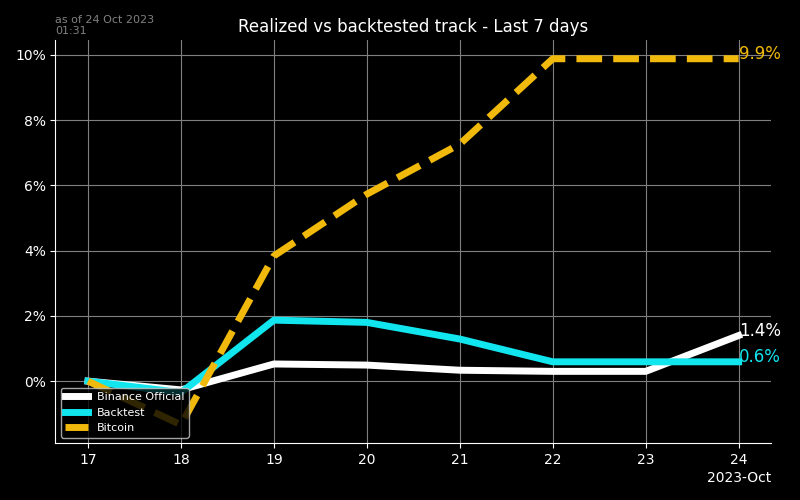 as of 24 Oct 2023
01:31
Realized vs backtested track - Last 7 days
10%
8%
6%
4%
2%
0%
9.9%
1.4%
0.6%
Binance Official
Backtest
Bitcoin
17 18 19 20 21 22 23 24
2023-Oct